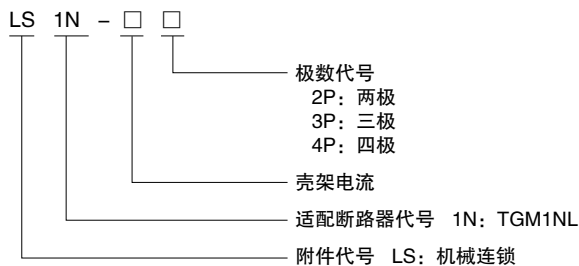 LS 1N - □ □
极数代号
2P：两极
3P：三极
4P：四极
壳架电流
适配断路器代号 1N：TGM1NL
附件代号 LS：机械连锁